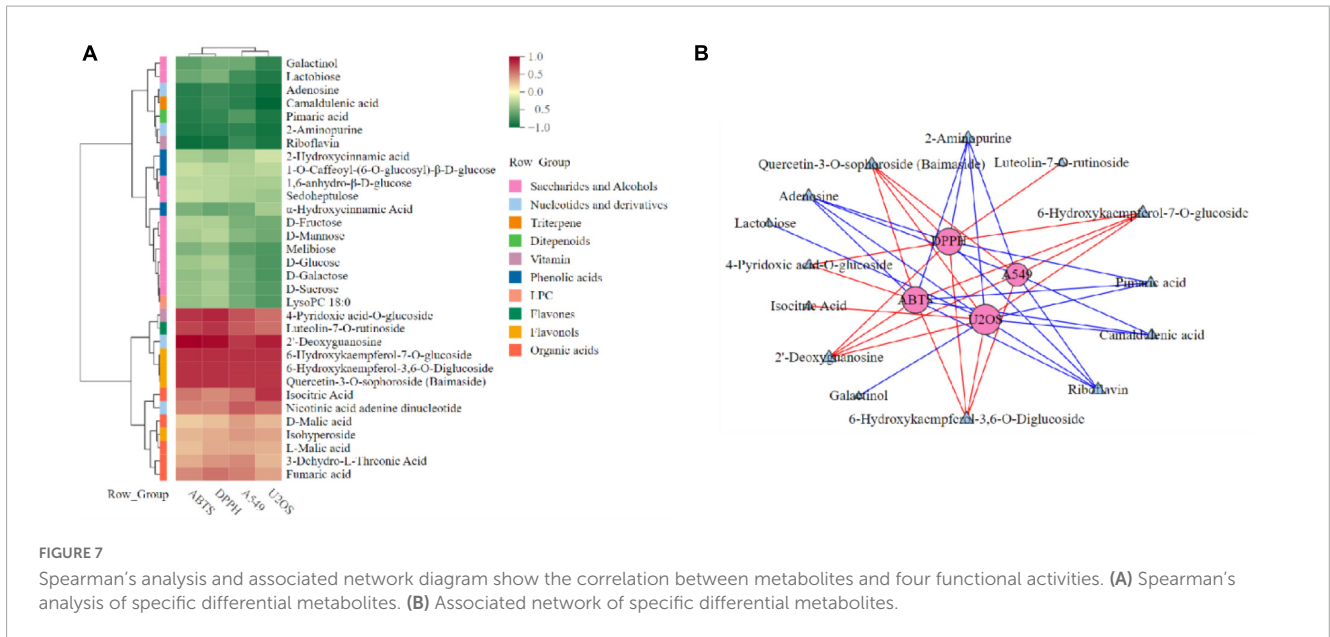 A
Galactinol
Lactobiose
Adenosine
Camaldulenic acid
Pimaric acid
2-Aminopurine
Riboflavin
2-Hydroxycinnamic acid
1-O-Caffeoyl-(6-O-glucosyl)-β-D-glucose
1,6-anhydro-β-D-glucose
Sedoheptulose
α-Hydroxycinnamic Acid
D-Fructose
D-Mannose
Melibiose
D-Glucose
D-Galactose
D-Sucrose
LysoPC 18:0
4-Pyridoxic acid-O-glucoside
Luteolin-7-O-rutinoside
2'-Deoxyguanosine
6-Hydroxykaempferol-7-O-glucoside
6-Hydroxykaempferol-3,6-O-Diglucoside
Quercetin-3-O-sophoroside (Baimaside)
Isocitric Acid
Nicotinic acid adenine dinucleotide
D-Malic acid
Isohyperoside
L-Malic acid
3-Dehydro-L-Threonic Acid
Fumaric acid
Row_Group
ABTS
DPPH
A549
U2OS
1.0
0.5
0.0
0.5
−1.0
Row_Group
Saccharides and Alcohols
Nucleotides and derivatives
Triterpene
Ditepenoids
Vitamin
Phenolic acids
LPC
Flavones
Flavonols
Organic acids
B
2-Aminopurine
Quercetin-3-O-sophoroside (Baimaside)
Luteolin-7-O-rutinoside
Adenosine
6-Hydroxykaempferol-7-O-glucoside
Lactobiose
DPPH
4-Pyridoxic acid-O-glucoside
A549
Pimaric acid
ABTS
Isocitric Acid
U2OS
Camaldulenic acid
2'-Deoxyguanosine
Riboflavin
Galactinol
6-Hydroxykaempferol-3,6-O-Diglucoside
FIGURE 7
Spearman's analysis and associated network diagram show the correlation between metabolites and four functional activities. (A) Spearman's
analysis of specific differential metabolites. (B) Associated network of specific differential metabolites.